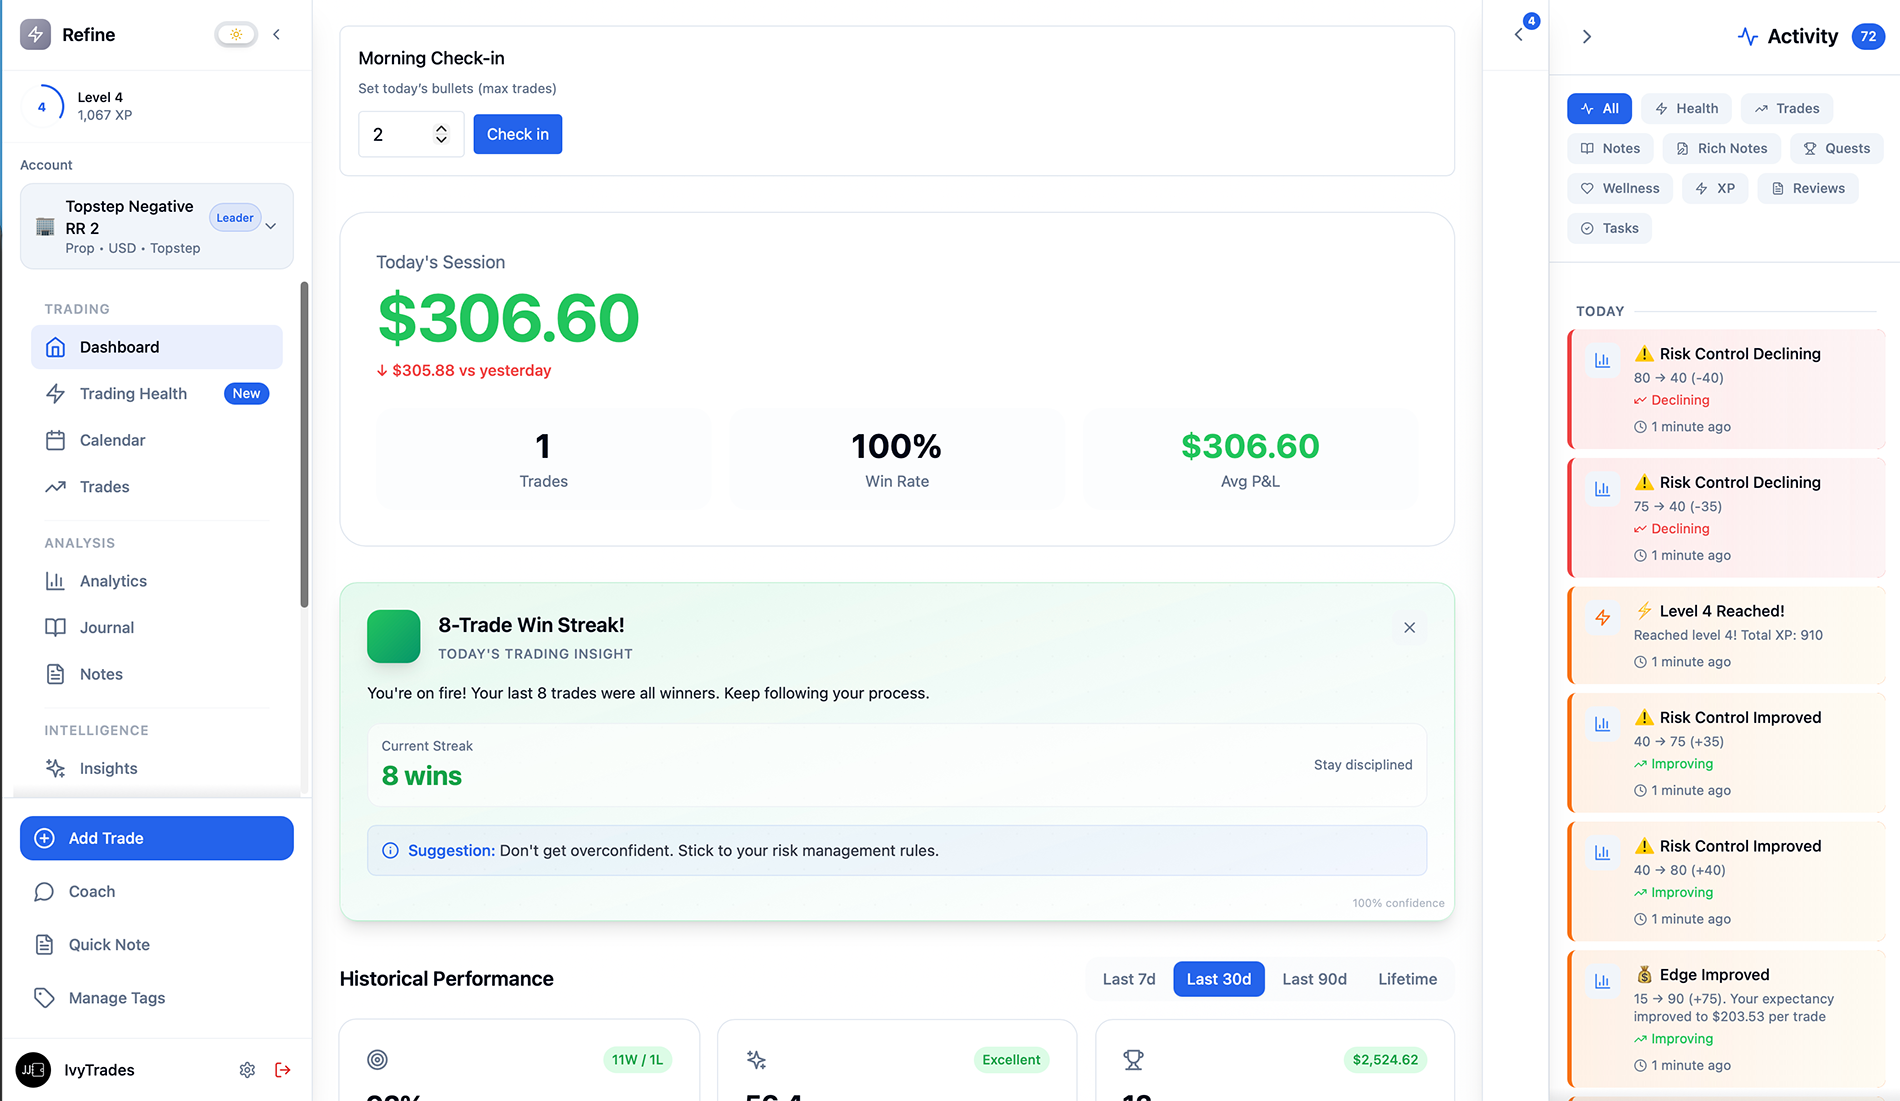 Refine
4
Level 4
1,067 XP
Account
Topstep Negative
RR 2
Leader
Prop • USD • Topstep
TRADING
Dashboard
Trading Health
New
Calendar
Trades
ANALYSIS
Analytics
Journal
Notes
INTELLIGENCE
Insights
Add Trade
Coach
Quick Note
Manage Tags
IvyTrades
Morning Check-in
Set today's bullets (max trades)
2
Check in
Today's Session
$306.60
↓ $305.88 vs yesterday
1
Trades
100%
Win Rate
$306.60
Avg P&L
8-Trade Win Streak!
TODAY'S TRADING INSIGHT
You're on fire! Your last 8 trades were all winners. Keep following your process.
Current Streak
8 wins
Stay disciplined
Suggestion: Don't get overconfident. Stick to your risk management rules.
100% confidence
Historical Performance
Last 7d
Last 30d
Last 90d
Lifetime
11W / 1L
Excellent
$2,524.62
4
Activity
72
All
Health
Trades
Notes
Rich Notes
Quests
Wellness
XP
Reviews
Tasks
TODAY
⚠️ Risk Control Declining
80 → 40 (-40)
Declining
1 minute ago
⚠️ Risk Control Declining
75 → 40 (-35)
Declining
1 minute ago
⚡ Level 4 Reached!
Reached level 4! Total XP: 910
1 minute ago
⚠️ Risk Control Improved
40 → 75 (+35)
Improving
1 minute ago
⚠️ Risk Control Improved
40 → 80 (+40)
Improving
1 minute ago
💰 Edge Improved
15 → 90 (+75). Your expectancy
improved to $203.53 per trade
Improving
1 minute ago